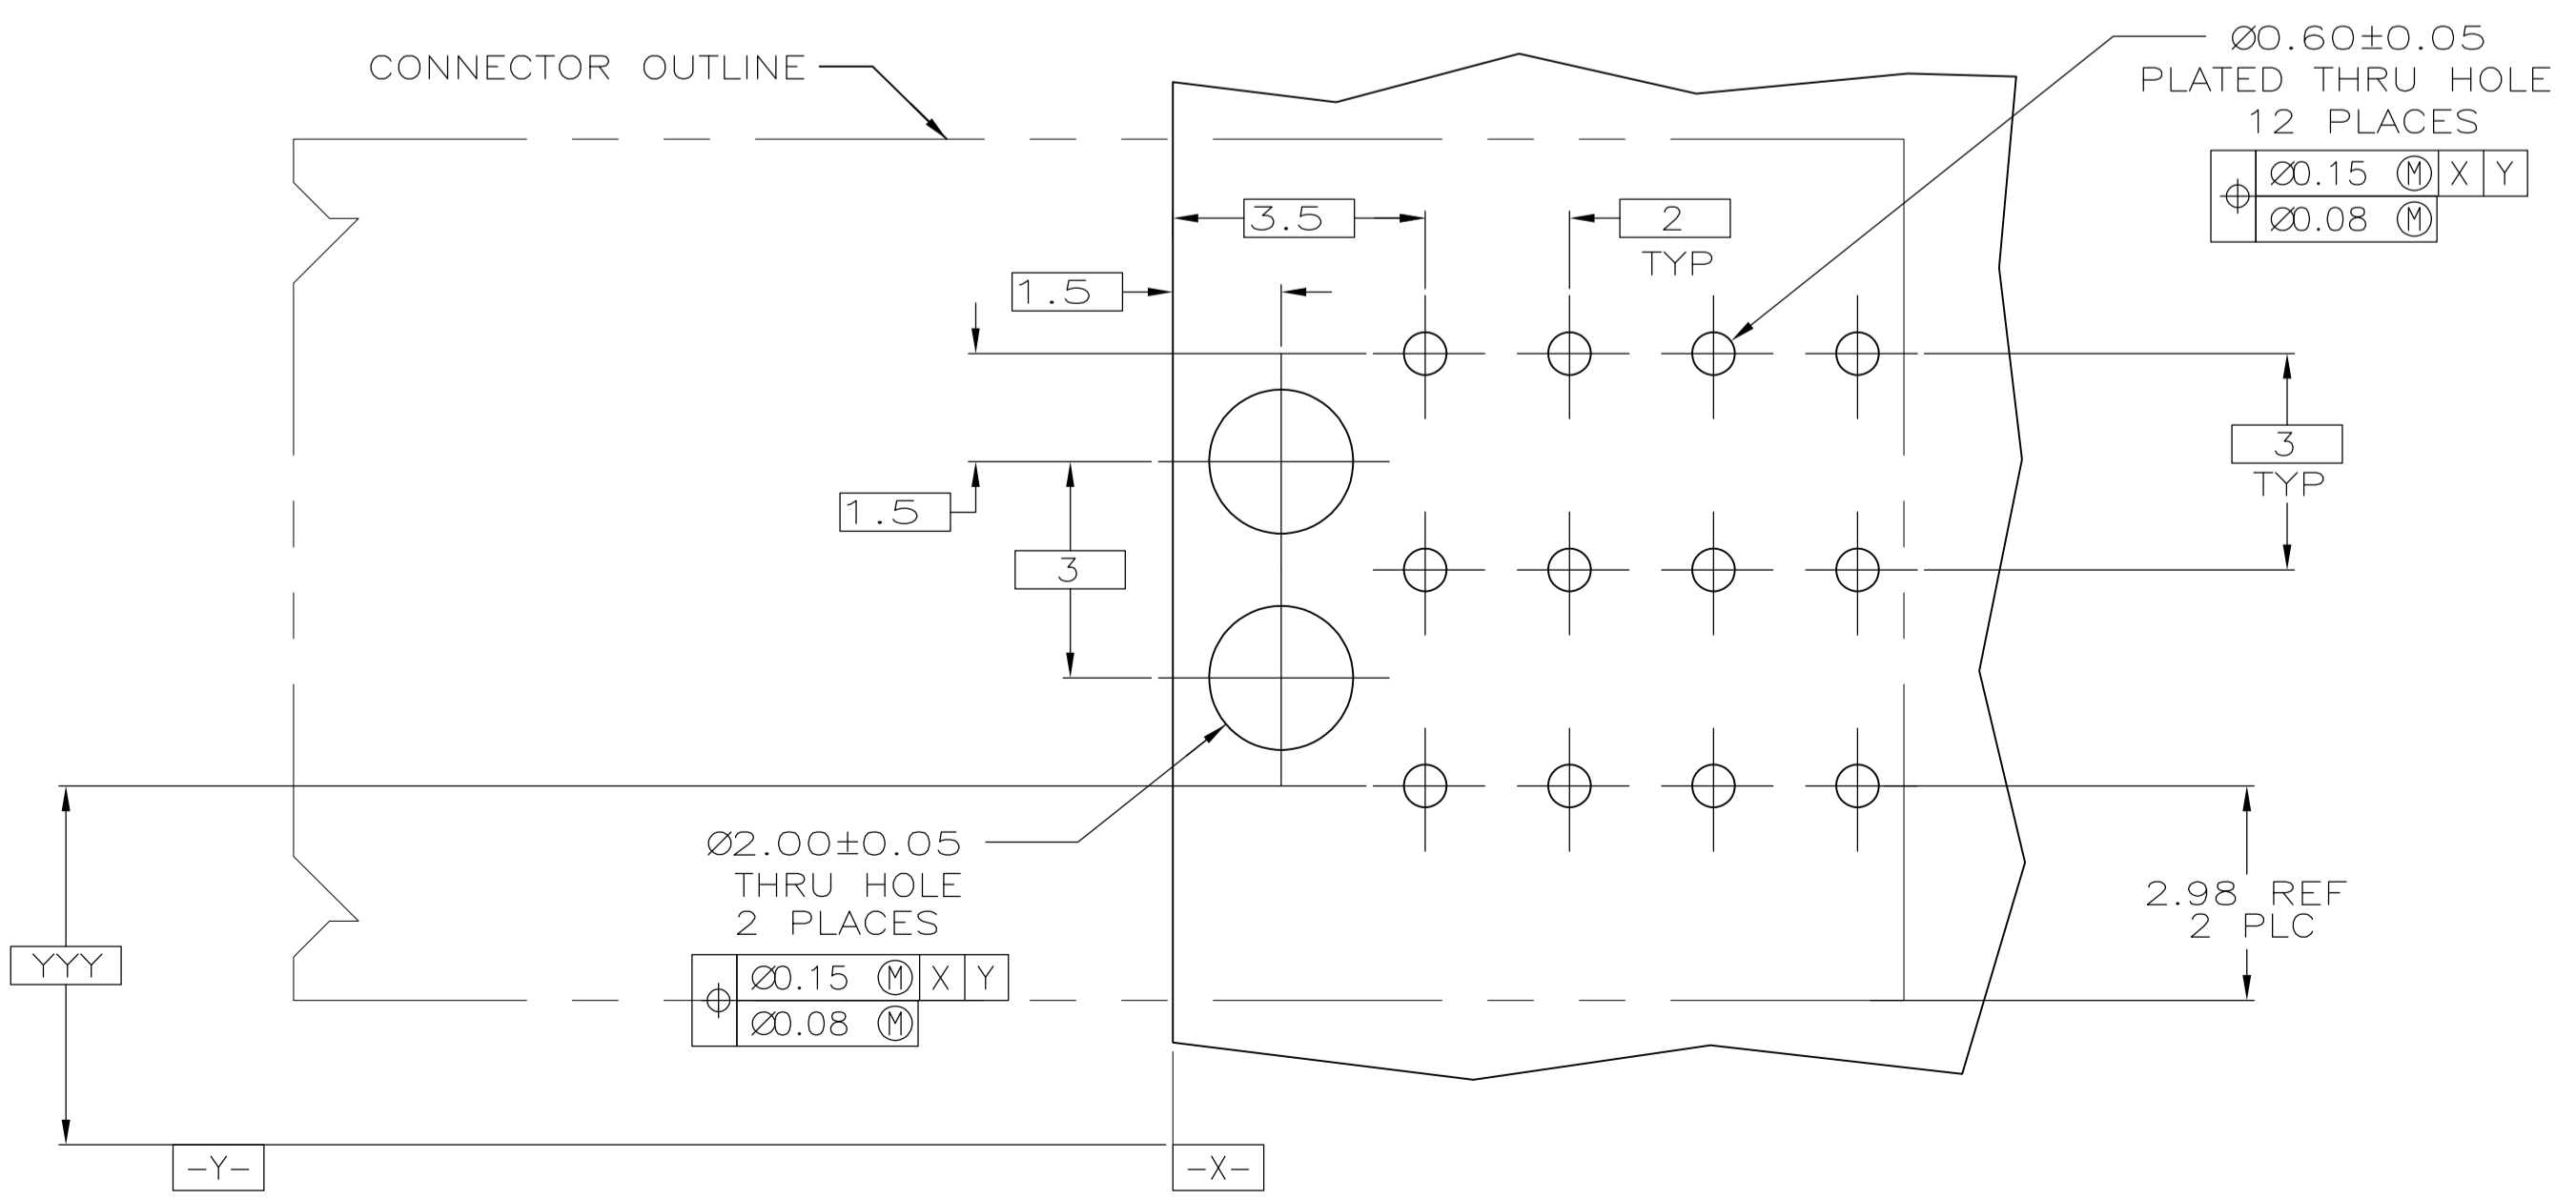 CONNECTOR OUTLINE
Ø0.60±0.05
PLATED THRU HOLE
12 PLACES
⌖ Ø0.15 Ⓜ X Y
Ø0.08 Ⓜ
3.5
2
TYP
1.5
1.5
3
3
TYP
Ø2.00±0.05
THRU HOLE
2 PLACES
⌖ Ø0.15 Ⓜ X Y
Ø0.08 Ⓜ
2.98 REF
2 PLC
YYY
-Y-
-X-